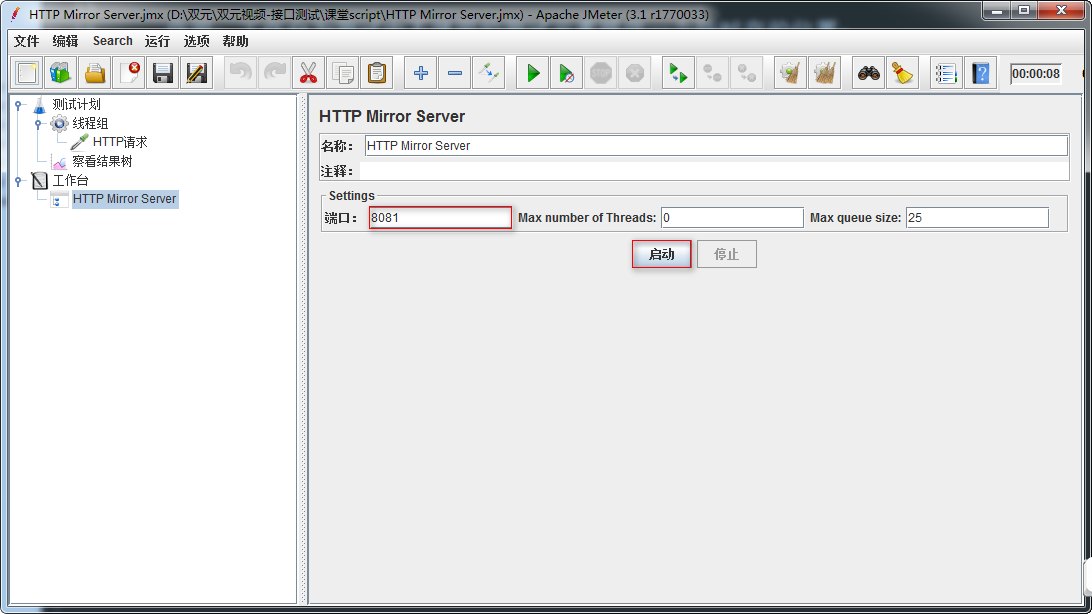 HTTP Mirror Server.jmx (D:\双元\双元视频-接口测试\课堂script\HTTP Mirror Server.jmx) - Apache JMeter (3.1 r1770033)
文件 编辑 Search 运行 选项 帮助
STOP 00:00:08
测试计划
线程组
HTTP请求
察看结果树
工作台
HTTP Mirror Server
HTTP Mirror Server
名称： HTTP Mirror Server
注释：
Settings
端口： 8081 Max number of Threads: 0 Max queue size: 25
启动 停止